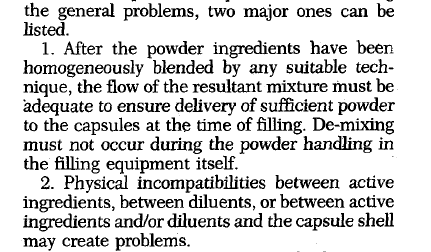 the general problems, two major ones can be
listed.
1. After the powder ingredients have been
homogeneously blended by any suitable tech-
nique, the flow of the resultant mixture must be
adequate to ensure delivery of sufficient powder
to the capsules at the time of filling. De-mixing
must not occur during the powder handling in
the filling equipment itself.
2. Physical incompatibilities between active
ingredients, between diluents, or between active
ingredients and/or diluents and the capsule shell
may create problems.